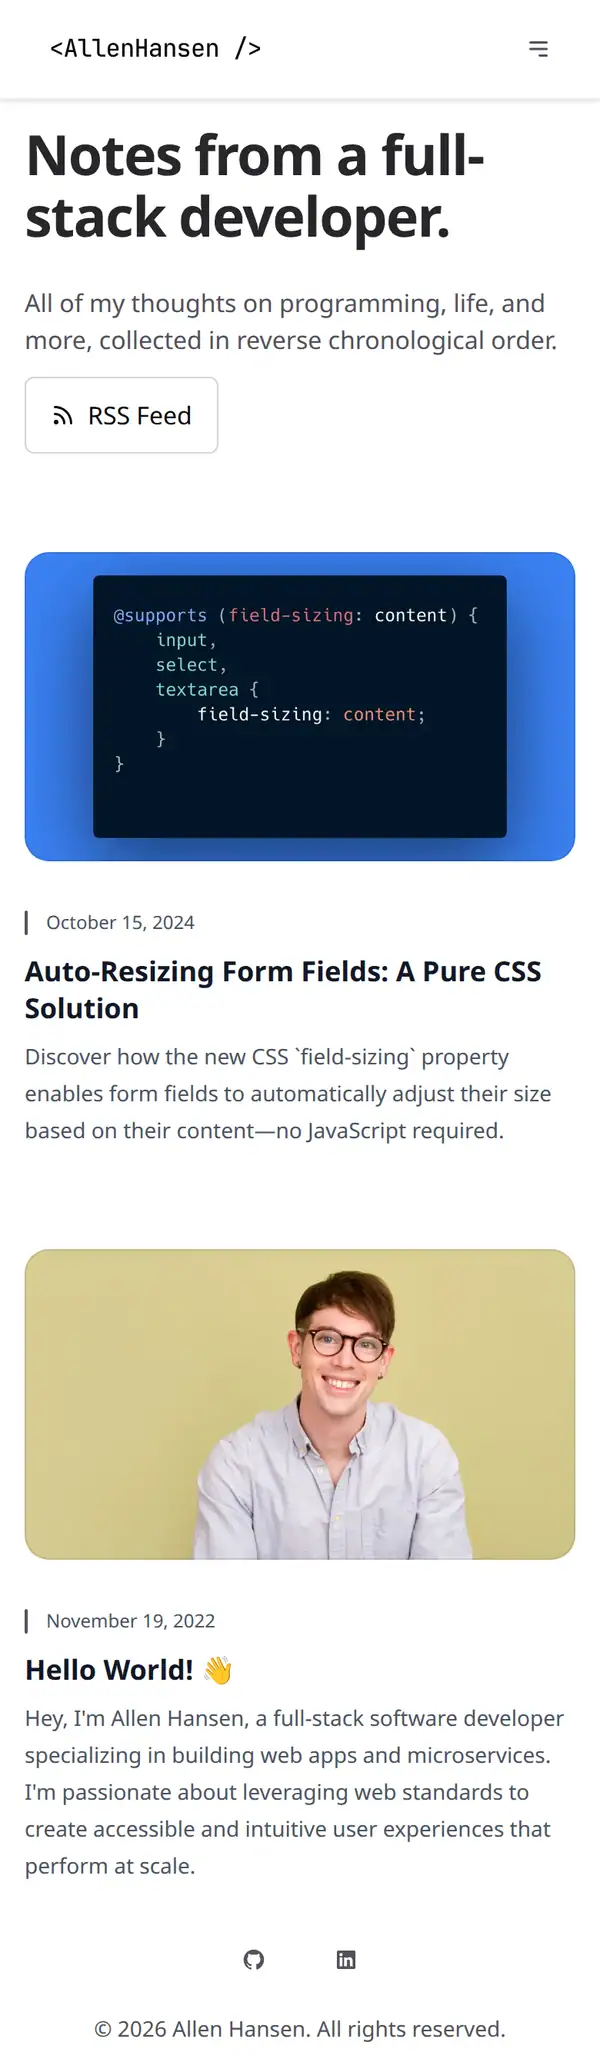 <AllenHansen />
Notes from a full-
stack developer.
All of my thoughts on programming, life, and
more, collected in reverse chronological order.
RSS Feed
@supports (field-sizing: content) {
    input,
    select,
    textarea {
        field-sizing: content;
    }
}
October 15, 2024
Auto-Resizing Form Fields: A Pure CSS
Solution
Discover how the new CSS `field-sizing` property
enables form fields to automatically adjust their size
based on their content—no JavaScript required.
November 19, 2022
Hello World! 👋
Hey, I'm Allen Hansen, a full-stack software developer
specializing in building web apps and microservices.
I'm passionate about leveraging web standards to
create accessible and intuitive user experiences that
perform at scale.
in
© 2026 Allen Hansen. All rights reserved.